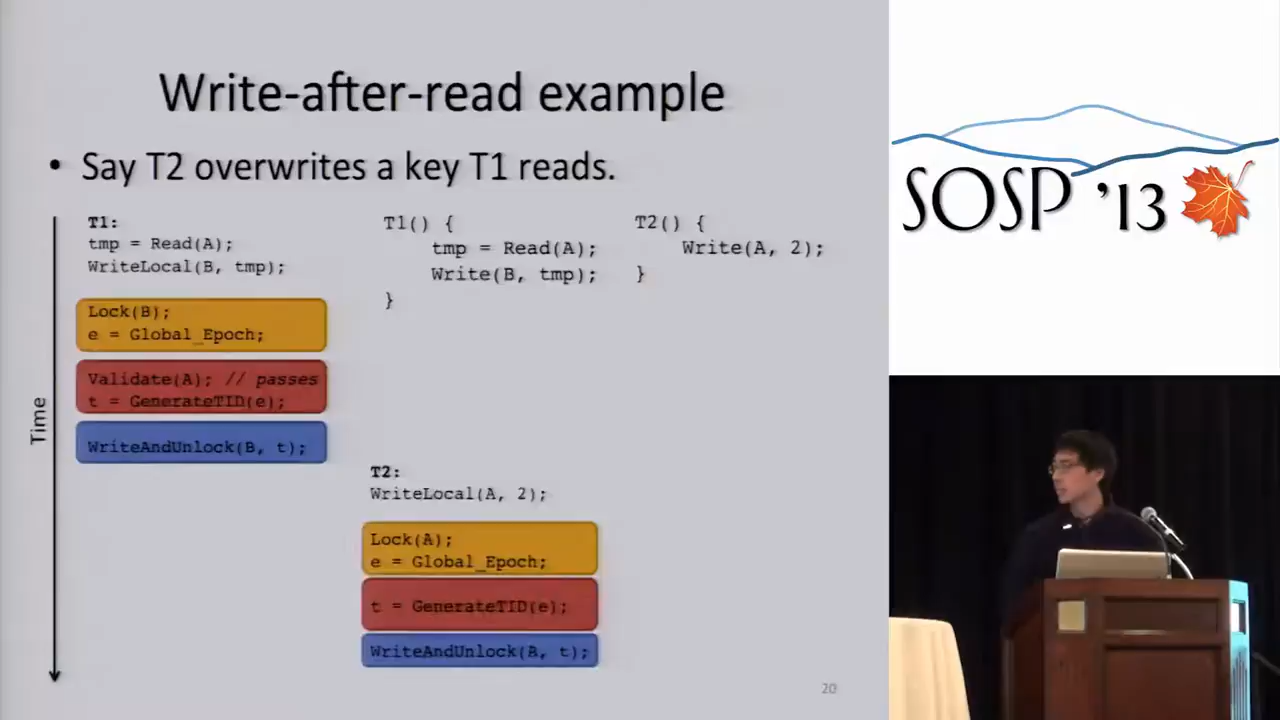 Write-after-read example
• Say T2 overwrites a key T1 reads.
Time
T1:
tmp = Read(A);
WriteLocal(B, tmp);
Lock(B);
e = Global_Epoch;
Validate(A); // passes
t = GenerateTID(e);
WriteAndUnlock(B, t);
T1() {
tmp = Read(A);
Write(B, tmp);
}
T2() {
Write(A, 2);
}
T2:
WriteLocal(A, 2);
Lock(A);
e = Global_Epoch;
t = GenerateTID(e);
WriteAndUnlock(A, t);
20
SOSP '13